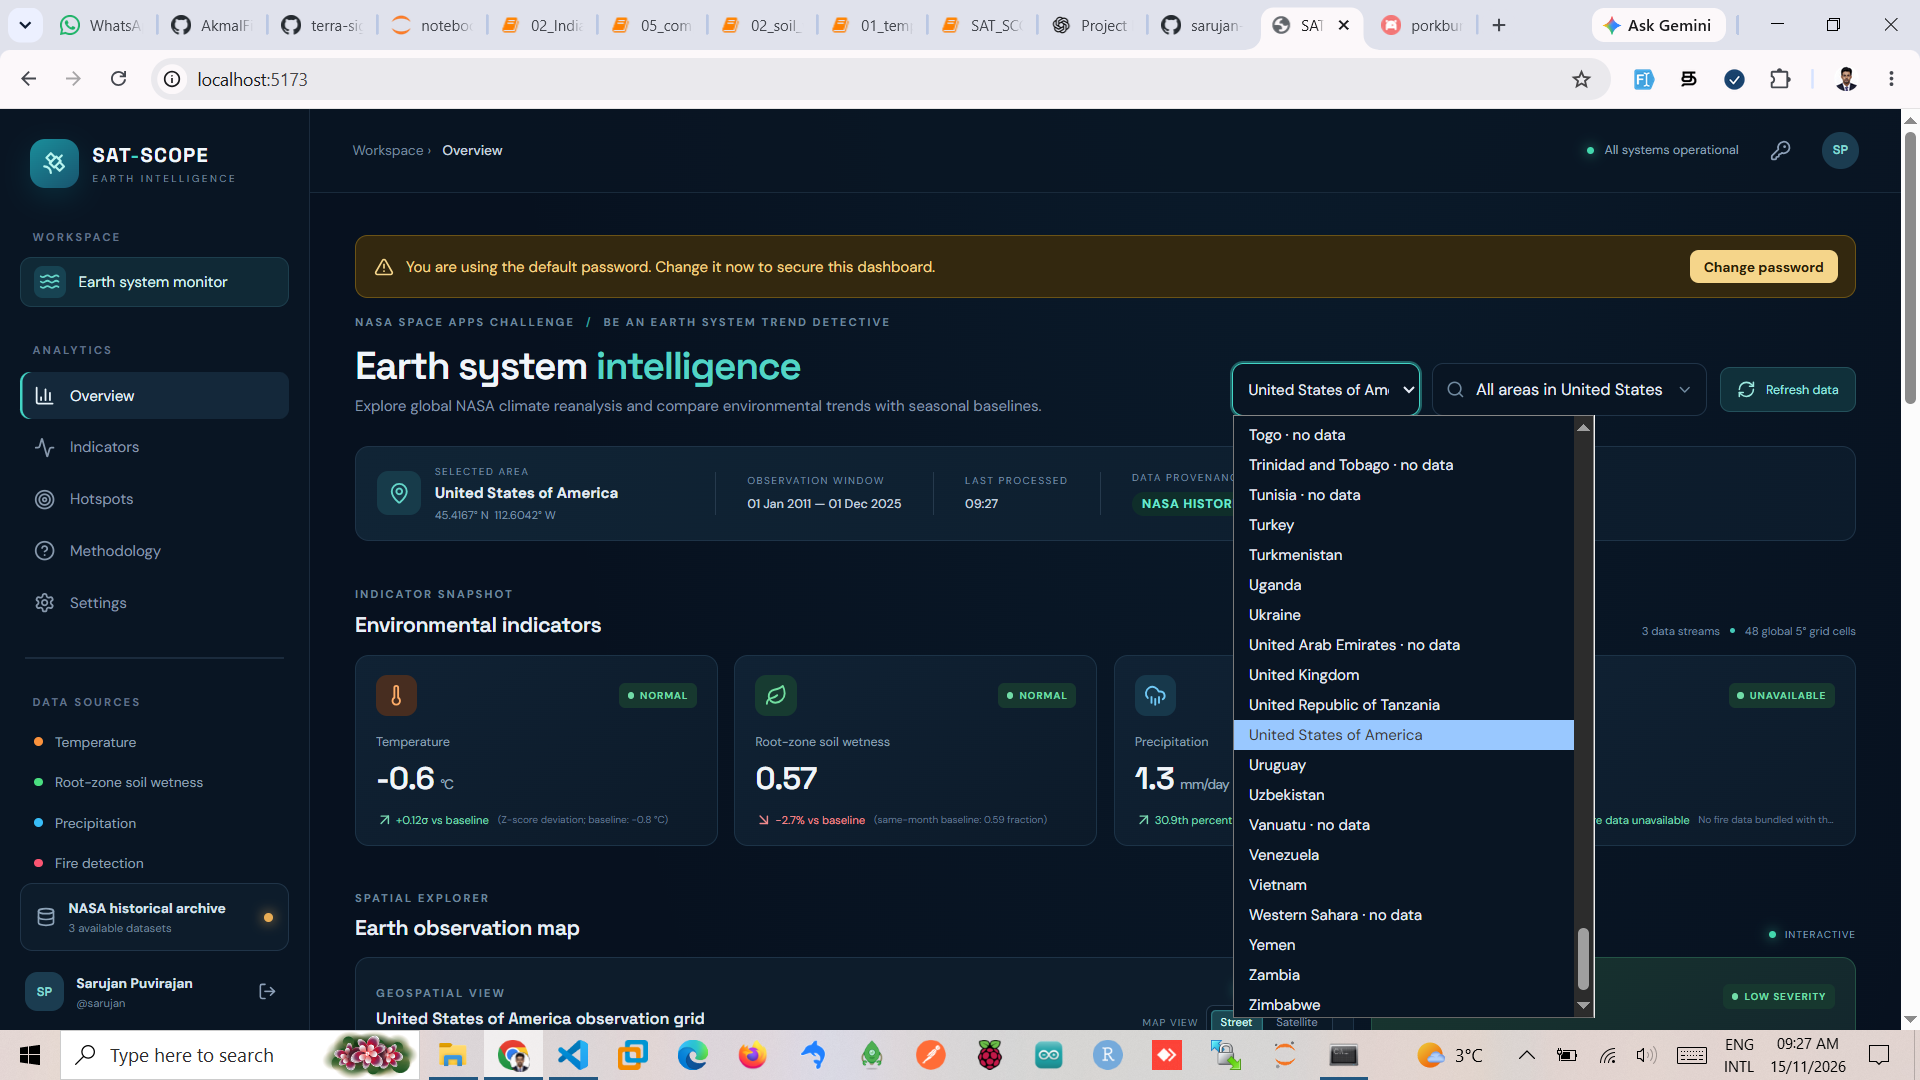 WhatsA
AkmalF
terra-sig
notebo
02_India
05_com
02_soil_
01_temp
SAT_SCO
Project
sarujan-
SAT
porkbun
Ask Gemini
localhost:5173
SAT-SCOPE
EARTH INTELLIGENCE
WORKSPACE
Earth system monitor
ANALYTICS
Overview
Indicators
Hotspots
Methodology
Settings
DATA SOURCES
Temperature
Root-zone soil wetness
Precipitation
Fire detection
NASA historical archive
3 available datasets
SP
Sarujan Puvirajan
@sarujan
Workspace › Overview
All systems operational
SP
You are using the default password. Change it now to secure this dashboard.
Change password
NASA SPACE APPS CHALLENGE / BE AN EARTH SYSTEM TREND DETECTIVE
Earth system intelligence
Explore global NASA climate reanalysis and compare environmental trends with seasonal baselines.
United States of Am
All areas in United States
Refresh data
SELECTED AREA
United States of America
45.4167° N 112.6042° W
OBSERVATION WINDOW
01 Jan 2011 — 01 Dec 2025
LAST PROCESSED
09:27
DATA PROVENANC
NASA HISTOR
INDICATOR SNAPSHOT
Environmental indicators
3 data streams • 48 global 5° grid cells
NORMAL
Temperature
-0.6 °C
+0.12σ vs baseline (Z-score deviation; baseline: -0.8 °C)
NORMAL
Root-zone soil wetness
0.57
-2.7% vs baseline (same-month baseline: 0.59 fraction)
Precipitation
1.3 mm/day
30.9th percent
UNAVAILABLE
e data unavailable No fire data bundled with th...
SPATIAL EXPLORER
Earth observation map
INTERACTIVE
GEOSPATIAL VIEW
United States of America observation grid
MAP VIEW
Street
Satellite
LOW SEVERITY
Togo · no data
Trinidad and Tobago · no data
Tunisia · no data
Turkey
Turkmenistan
Uganda
Ukraine
United Arab Emirates · no data
United Kingdom
United Republic of Tanzania
United States of America
Uruguay
Uzbekistan
Vanuatu · no data
Venezuela
Vietnam
Western Sahara · no data
Yemen
Zambia
Zimbabwe
Type here to search
3°C
ENG
INTL
09:27 AM
15/11/2026